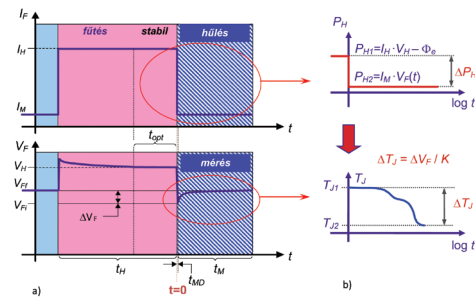 I_F
fűtés
stabil
hűlés
I_H
I_M
t
t_opt
V_F
mérés
V_H
V_Ff
V_Fi
ΔV_F
t
t_H
t_MD
t_M
a)
t=0
P_H
P_H1=I_H·V_H–Φ_e
P_H2=I_M·V_F(t)
ΔP_H
log t
ΔT_J = ΔV_F / K
T_J
T_J1
T_J2
ΔT_J
log t
b)